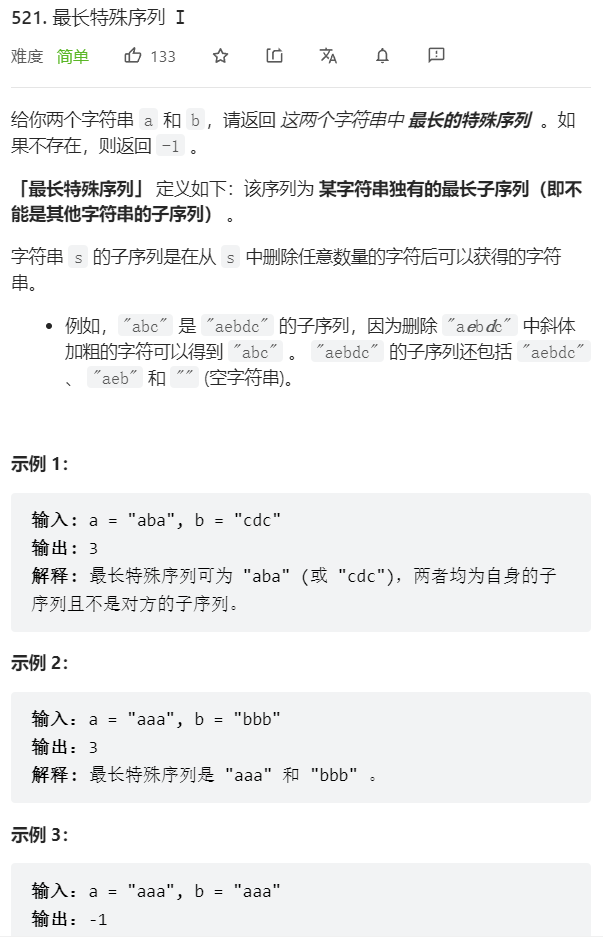 521. 最长特殊序列 Ⅰ
难度 简单 133
给你两个字符串 a 和 b，请返回 这两个字符串中 最长的特殊序列 。如
果不存在，则返回 -1 。
「最长特殊序列」 定义如下：该序列为 某字符串独有的最长子序列（即不
能是其他字符串的子序列） 。
字符串 s 的子序列是在从 s 中删除任意数量的字符后可以获得的字符
串。
• 例如，"abc" 是 "aebdc" 的子序列，因为删除 "aebdc" 中斜体
加粗的字符可以得到 "abc" 。 "aebdc" 的子序列还包括 "aebdc"
、 "aeb" 和 "" (空字符串)。
示例 1：
输入: a = "aba", b = "cdc"
输出: 3
解释: 最长特殊序列可为 "aba" (或 "cdc")，两者均为自身的子
序列且不是对方的子序列。
示例 2：
输入：a = "aaa", b = "bbb"
输出：3
解释: 最长特殊序列是 "aaa" 和 "bbb" 。
示例 3：
输入：a = "aaa", b = "aaa"
输出：-1